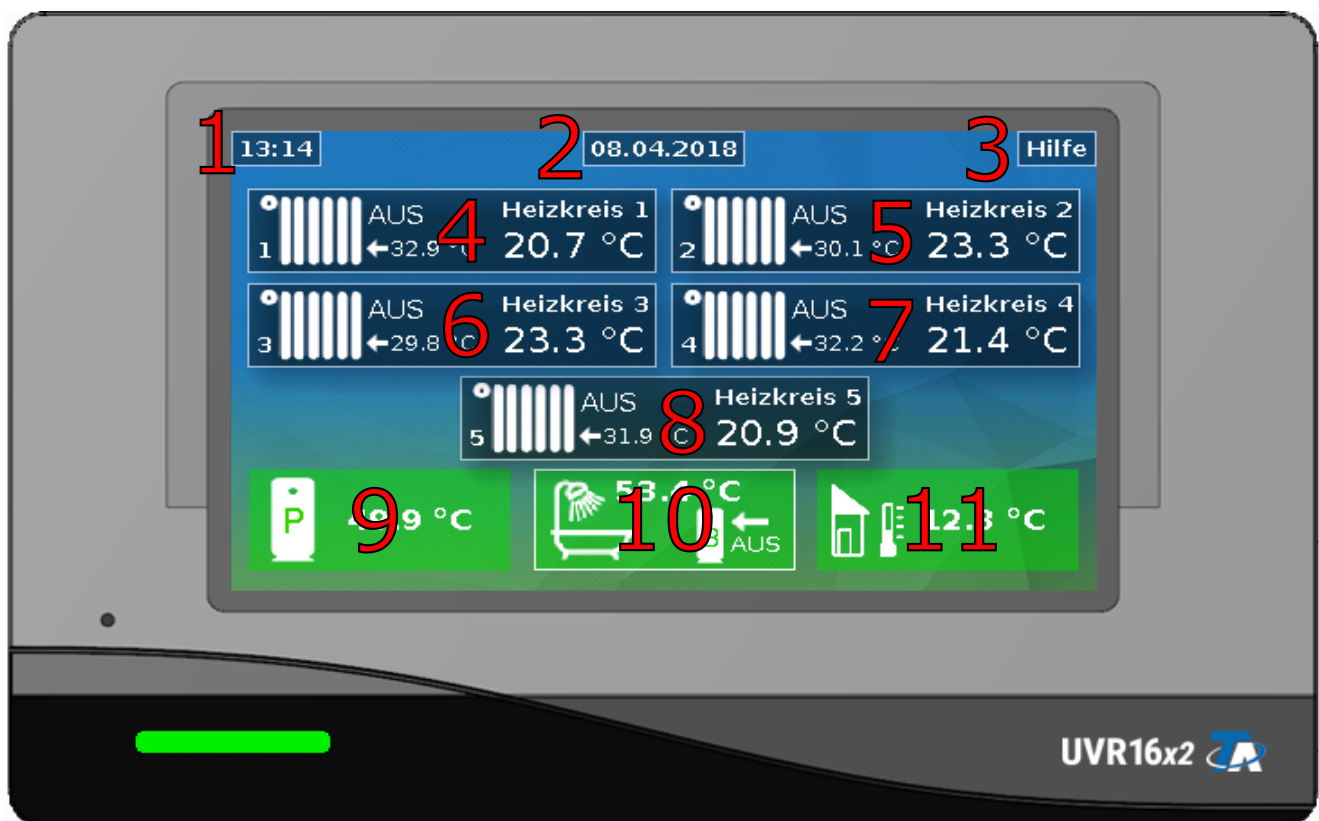 1 13:14 2 08.04.2018 3 Hilfe
AUS 4 Heizkreis 1
1 32.9 20.7 °C
AUS 5 Heizkreis 2
2 30.1 °C 23.3 °C
AUS 6 Heizkreis 3
3 29.8 °C 23.3 °C
AUS 7 Heizkreis 4
4 32.2 °C 21.4 °C
AUS 8 Heizkreis 5
5 31.9 C 20.9 °C
P 9 °C
10 °C
AUS
11 °C
UVR16x2 TA